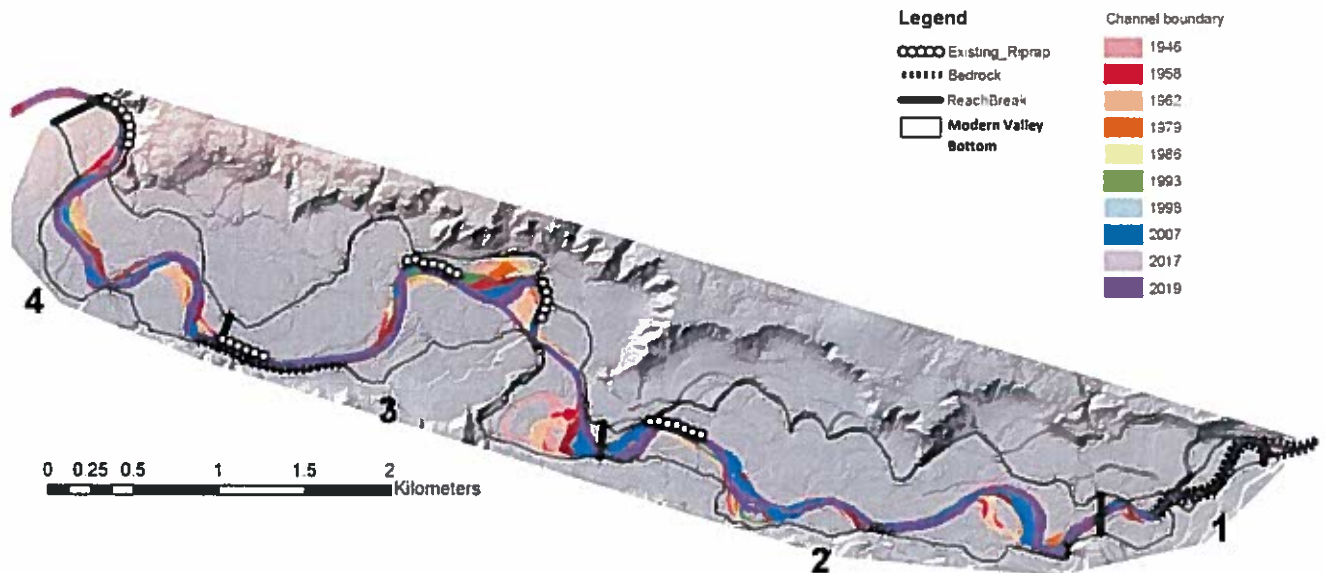 Legend
Existing_Riprap
Bedrock
ReachBreak
Modern Valley
Bottom
Channel boundary
1946
1958
1962
1979
1986
1993
1998
2007
2017
2019
4
3
2
1
0 0.25 0.5 1 1.5 2
Kilometers